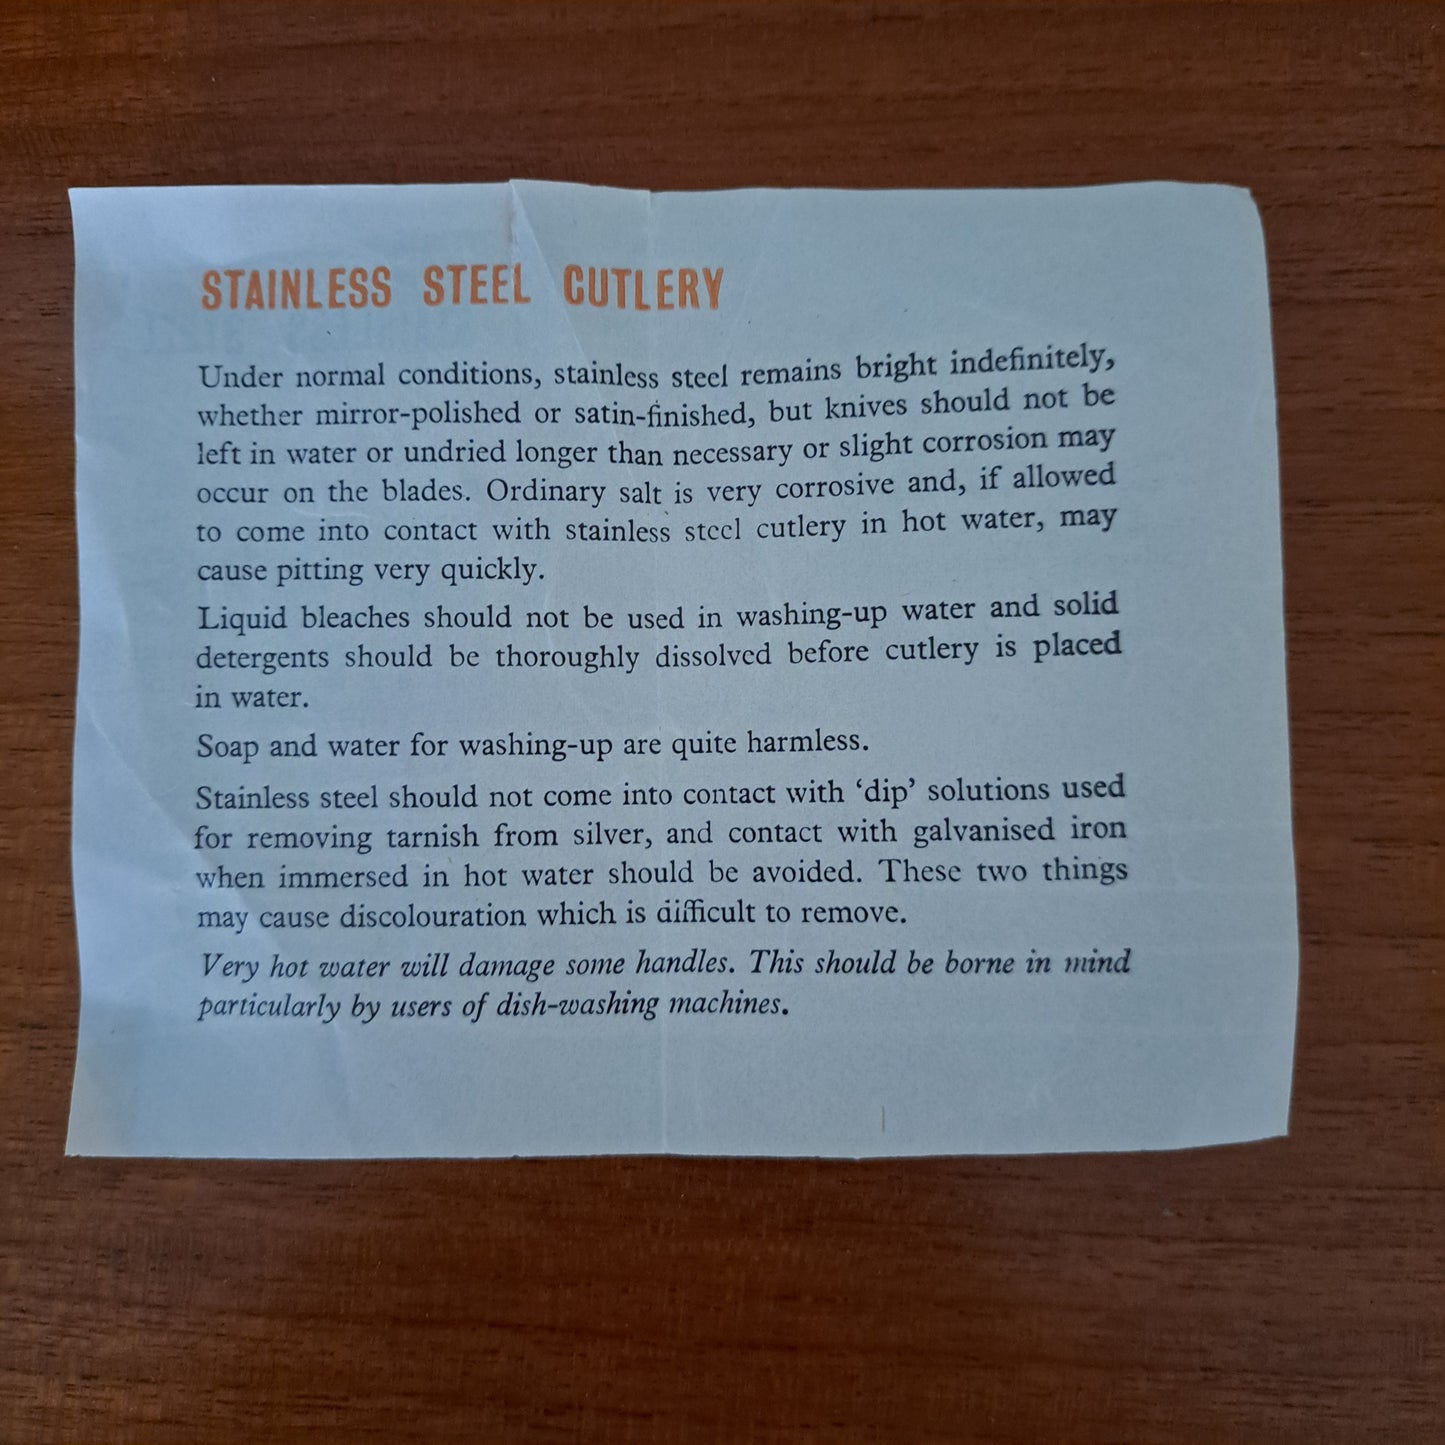 STAINLESS STEEL CUTLERY
Under normal conditions, stainless steel remains bright indefinitely,
whether mirror-polished or satin-finished, but knives should not be
left in water or undried longer than necessary or slight corrosion may
occur on the blades. Ordinary salt is very corrosive and, if allowed
to come into contact with stainless steel cutlery in hot water, may
cause pitting very quickly.
Liquid bleaches should not be used in washing-up water and solid
detergents should be thoroughly dissolved before cutlery is placed
in water.
Soap and water for washing-up are quite harmless.
Stainless steel should not come into contact with ‘dip’ solutions used
for removing tarnish from silver, and contact with galvanised iron
when immersed in hot water should be avoided. These two things
may cause discolouration which is difficult to remove.
Very hot water will damage some handles. This should be borne in mind
particularly by users of dish-washing machines.